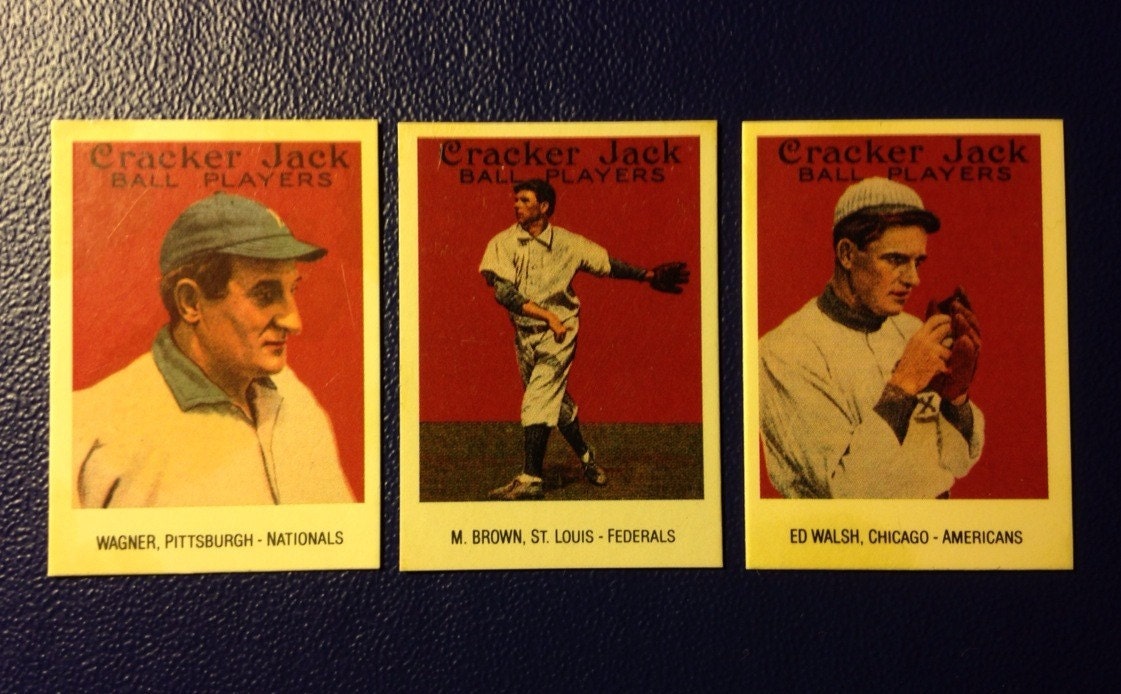 Cracker Jack
BALL PLAYERS
WAGNER, PITTSBURGH - NATIONALS
Cracker Jack
BALL PLAYERS
M. BROWN, ST. LOUIS - FEDERALS
Cracker Jack
BALL PLAYERS
ED WALSH, CHICAGO - AMERICANS